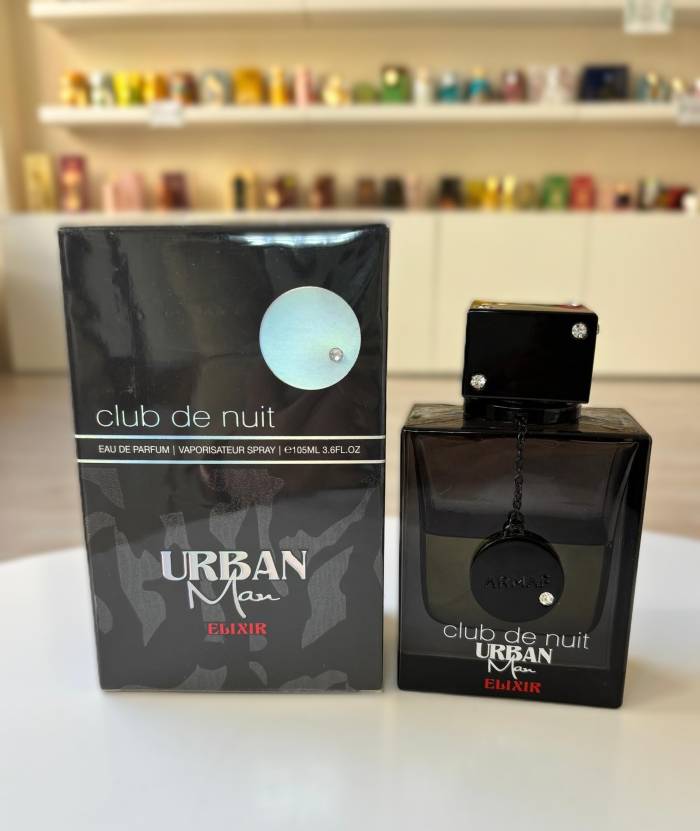 club de nuit
EAU DE PARFUM | VAPORISATEUR SPRAY | ℮105ML 3.6FL.OZ
URBAN
Man
ELIXIR
ARMAF
club de nuit
URBAN
Man
ELIXIR